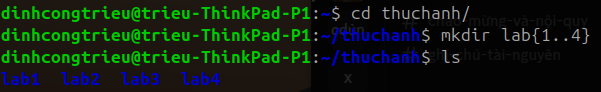 dinhcongtrieu@trieu-ThinkPad-P1:~$ cd thuchanh/
dinhcongtrieu@trieu-ThinkPad-P1:~/thuchanh$ mkdir lab{1..4}
dinhcongtrieu@trieu-ThinkPad-P1:~/thuchanh$ ls
lab1 lab2 lab3 lab4